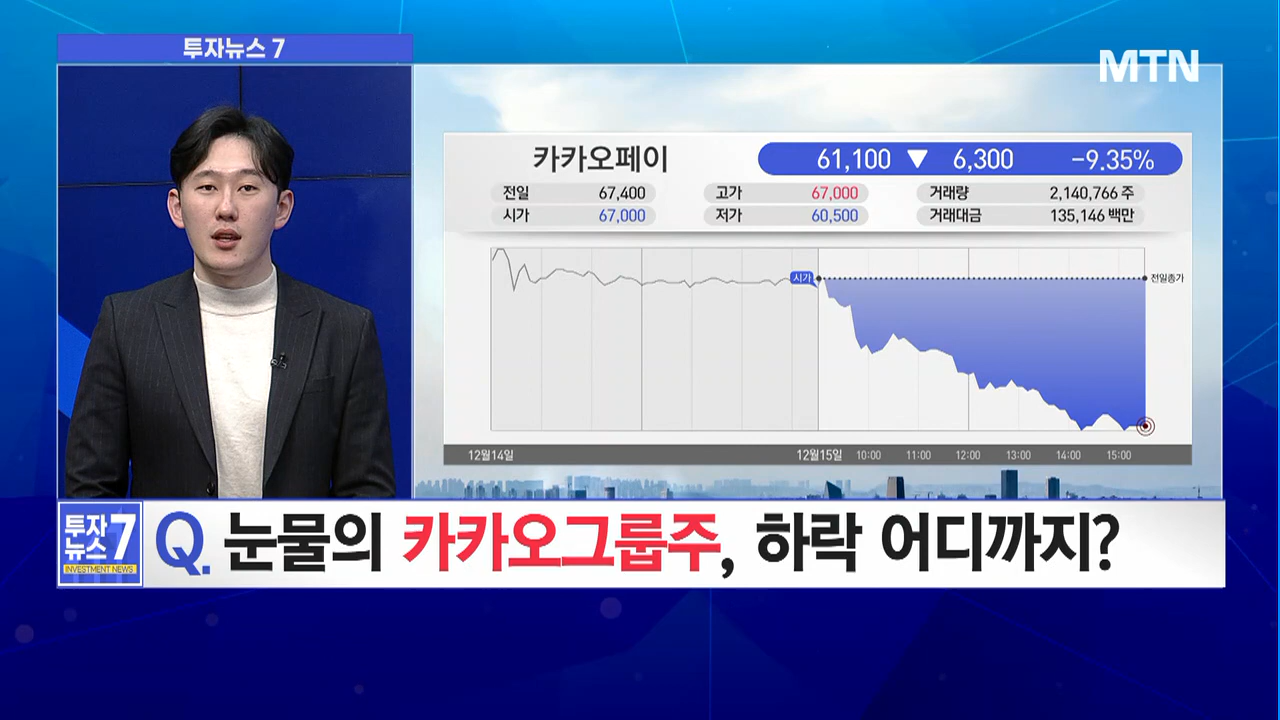 투자뉴스 7
MTN
카카오페이 61,100 ▼ 6,300 -9.35%
전일 67,400 고가 67,000 거래량 2,140,766 주
시가 67,000 저가 60,500 거래대금 135,146 백만
시가
전일종가
12월14일 12월15일 10:00 11:00 12:00 13:00 14:00 15:00
투자
뉴스 7
INVESTMENT NEWS
Q. 눈물의 카카오그룹주, 하락 어디까지?